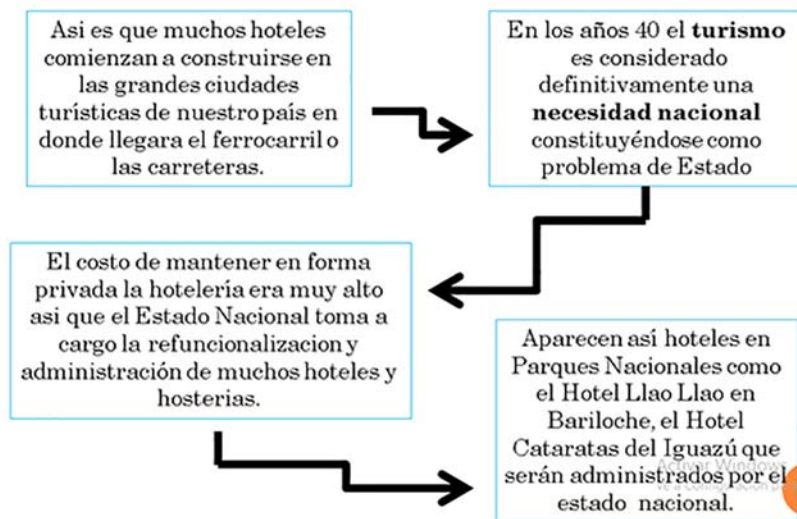 Asi es que muchos hoteles
comienzan a construirse en
las grandes ciudades
turísticas de nuestro país en
donde llegara el ferrocarril o
las carreteras.
En los años 40 el turismo
es considerado
definitivamente una
necesidad nacional
constituyéndose como
problema de Estado
El costo de mantener en forma
privada la hotelería era muy alto
asi que el Estado Nacional toma a
cargo la refuncionalizacion y
administración de muchos hoteles y
hosterias.
Aparecen así hoteles en
Parques Nacionales como
el Hotel Llao Llao en
Bariloche, el Hotel
Cataratas del Iguazú que
serán administrados por el
estado nacional.
Activar Windows